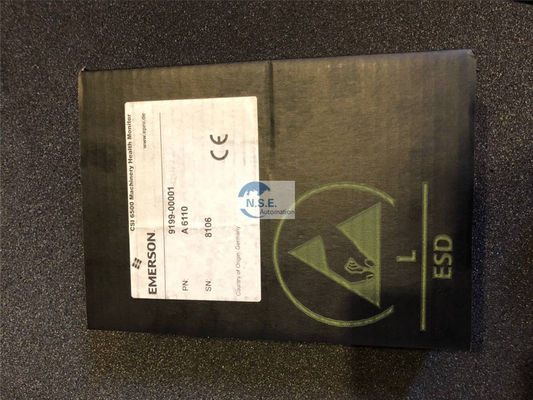 CSI 6500 Machinery Health Monitor
www.epro.de
EMERSON.
9199-00001
PN: A 6110
SN: 8106
Country of Origin: Germany
CE
N.S.E.
Automation
L
ESD